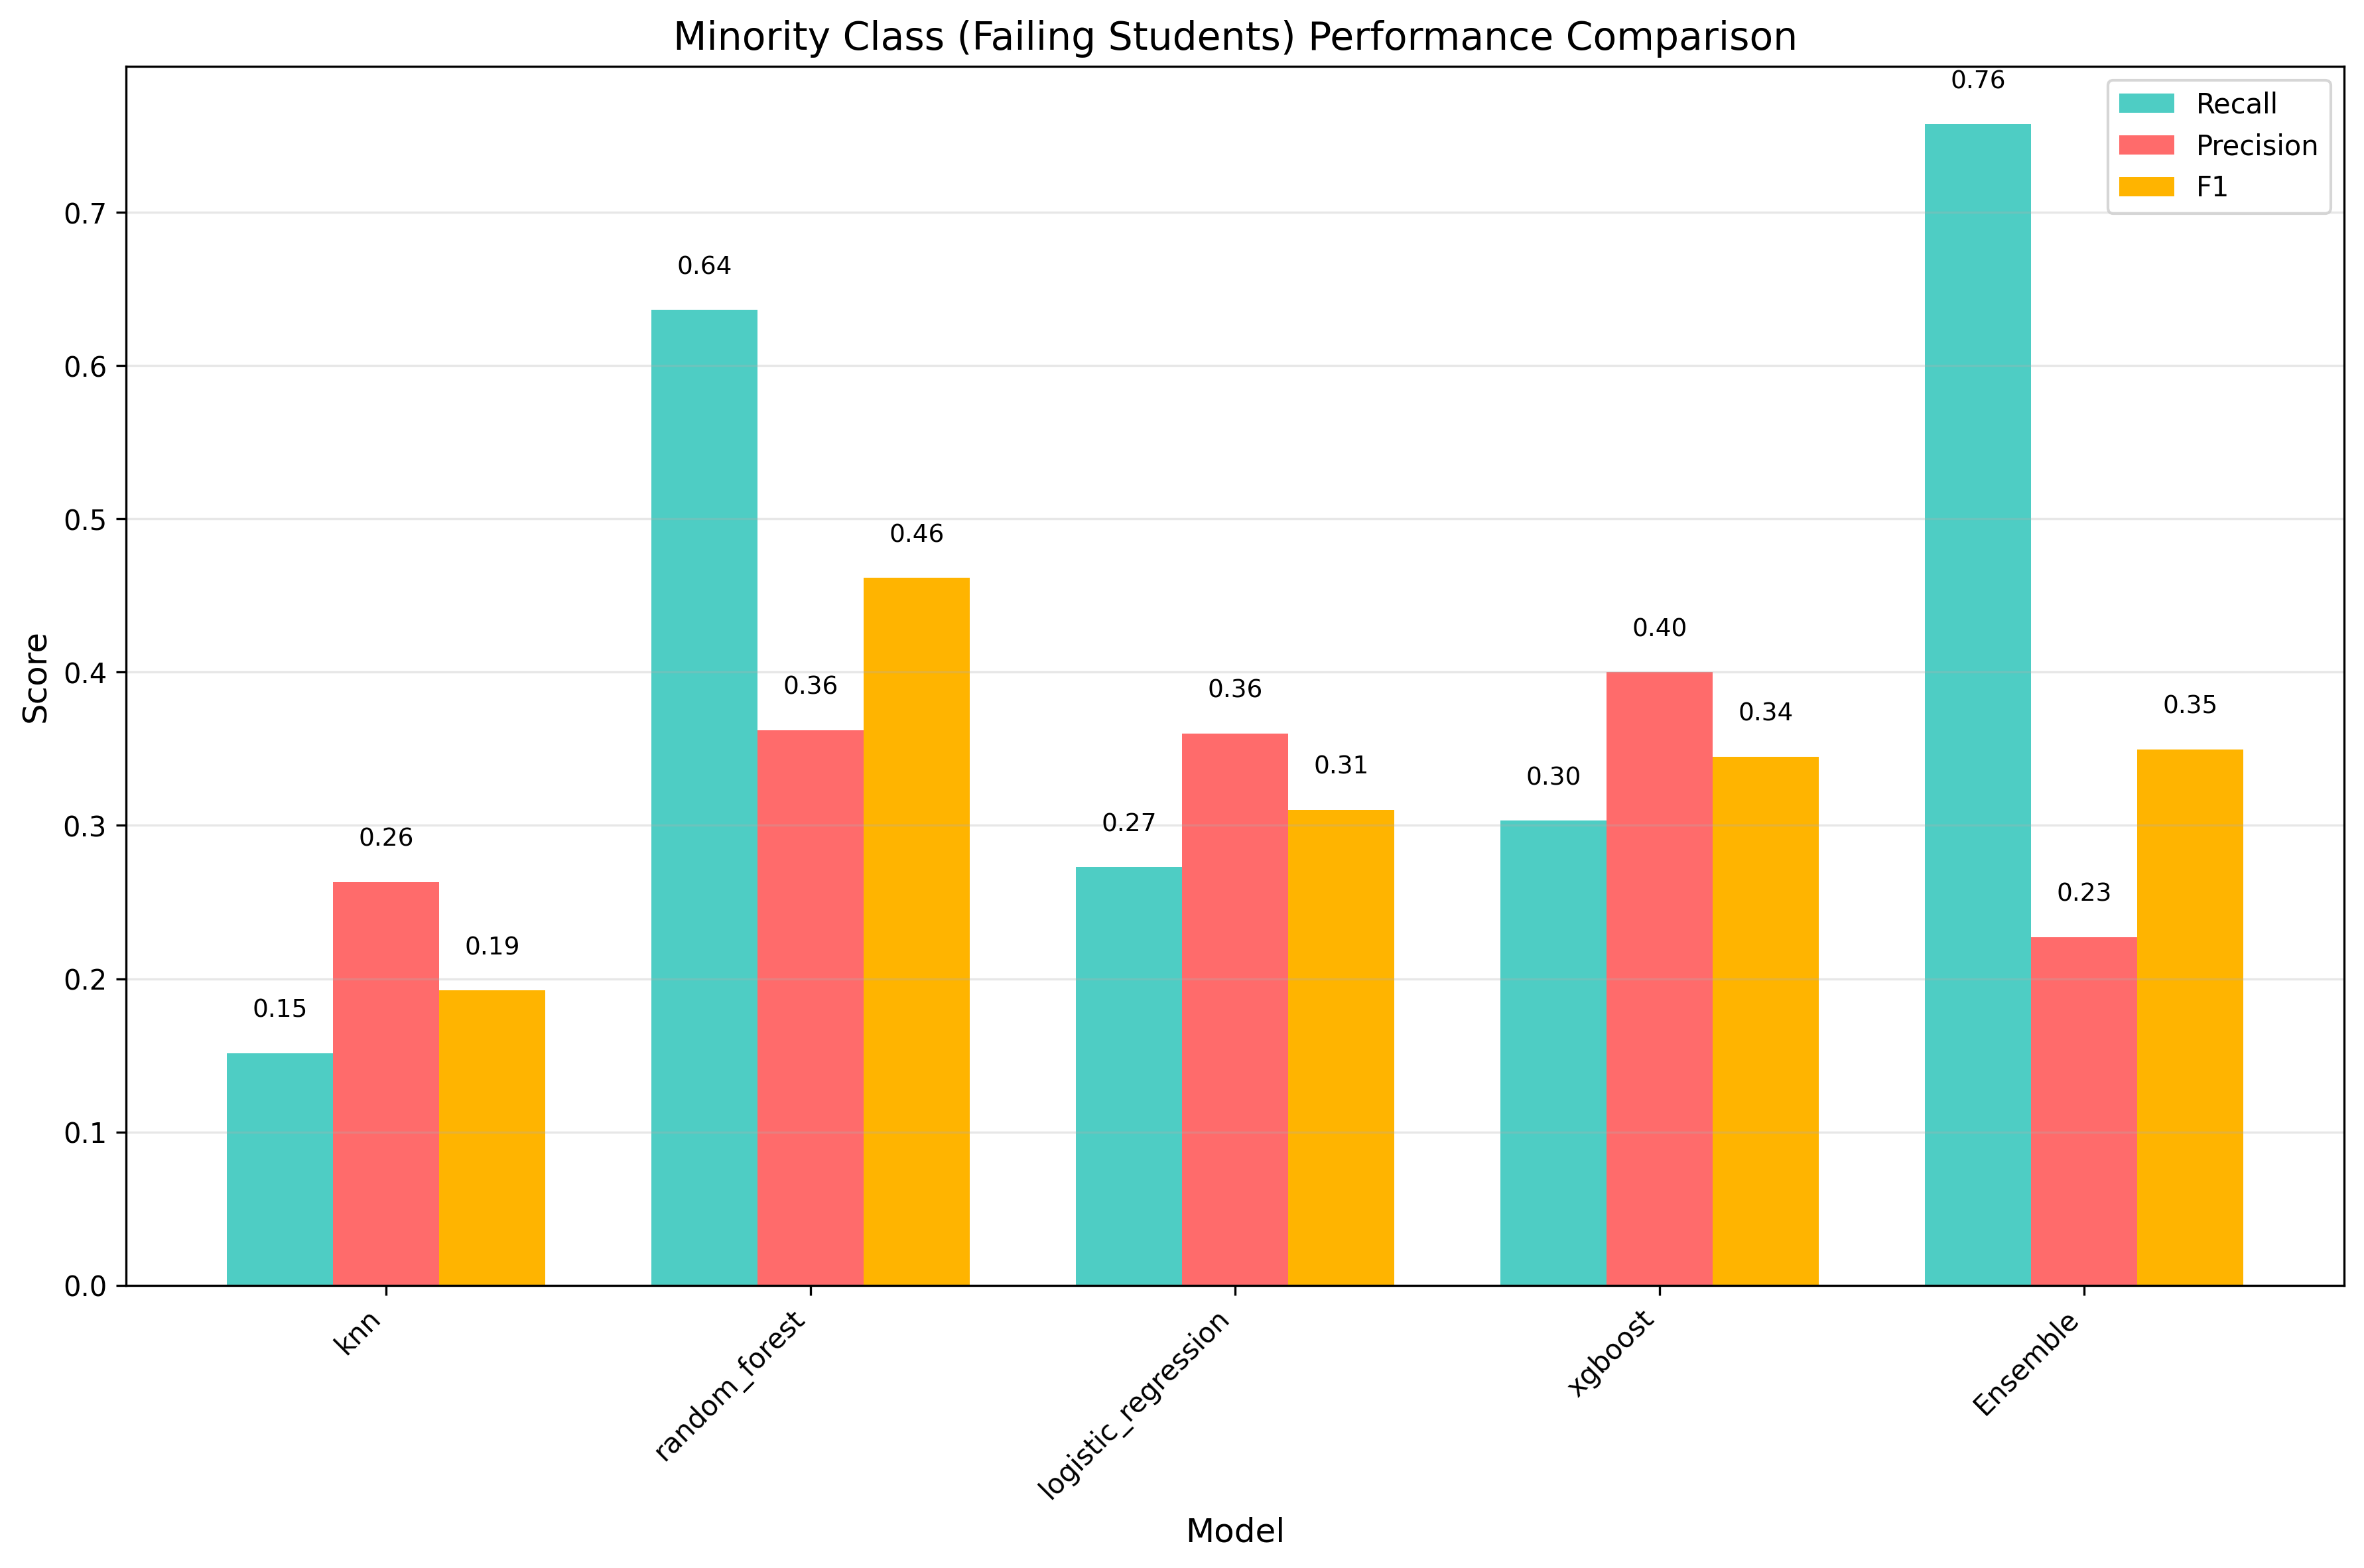 Minority Class (Failing Students) Performance Comparison
Recall
Precision
F1
Score
0.7
0.6
0.5
0.4
0.3
0.2
0.1
0.0
0.15
0.26
0.19
0.64
0.36
0.46
0.27
0.36
0.31
0.30
0.40
0.34
0.76
0.23
0.35
knn
random_forest
logistic_regression
xgboost
Ensemble
Model